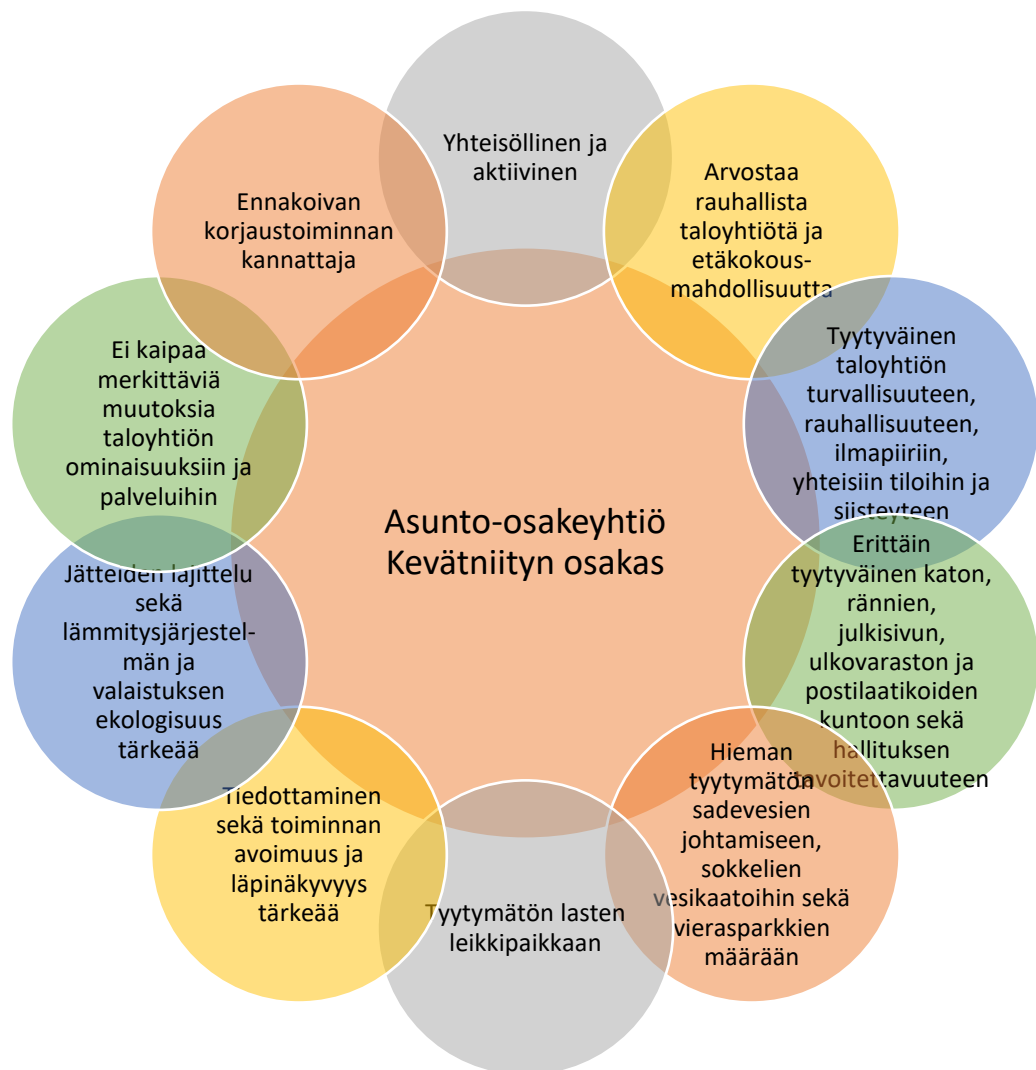 Yhteisöllinen ja
aktiivinen
Arvostaa
rauhallista
taloyhtiötä ja
etäkokous-
mahdollisuutta
Tyytyväinen
taloyhtiön
turvallisuuteen,
rauhallisuuteen,
ilmapiiriin,
yhteisiin tiloihin ja
siisteyteen
Erittäin
tyytyväinen katon,
rännien,
julkisivun,
ulkovaraston ja
postilaatikoiden
kuntoon sekä
hallituksen
tavoitettavuuteen
Hieman
tyytymätön
sadevesien
johtamiseen,
sokkelien
vesikaatoihin sekä
vierasparkkien
määrään
Tyytymätön lasten
leikkipaikkaan
Tiedottaminen
sekä toiminnan
avoimuus ja
läpinäkyvyys
tärkeää
Jätteiden lajittelu
sekä
lämmitysjärjestel-
män ja
valaistuksen
ekologisuus
tärkeää
Ei kaipaa
merkittäviä
muutoksia
taloyhtiön
ominaisuuksiin ja
palveluihin
Ennakoivan
korjaustoiminnan
kannattaja
Asunto-osakeyhtiö
Kevätniityn osakas